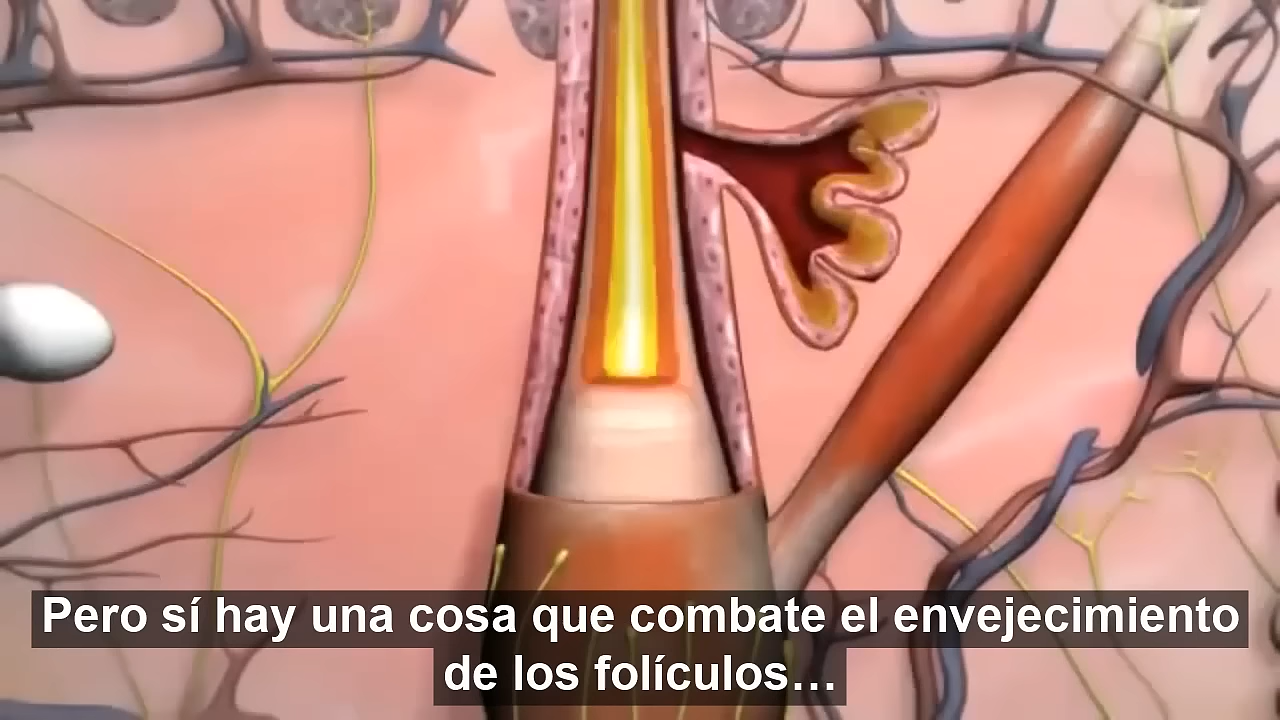 Pero sí hay una cosa que combate el envejecimiento
de los folículos...